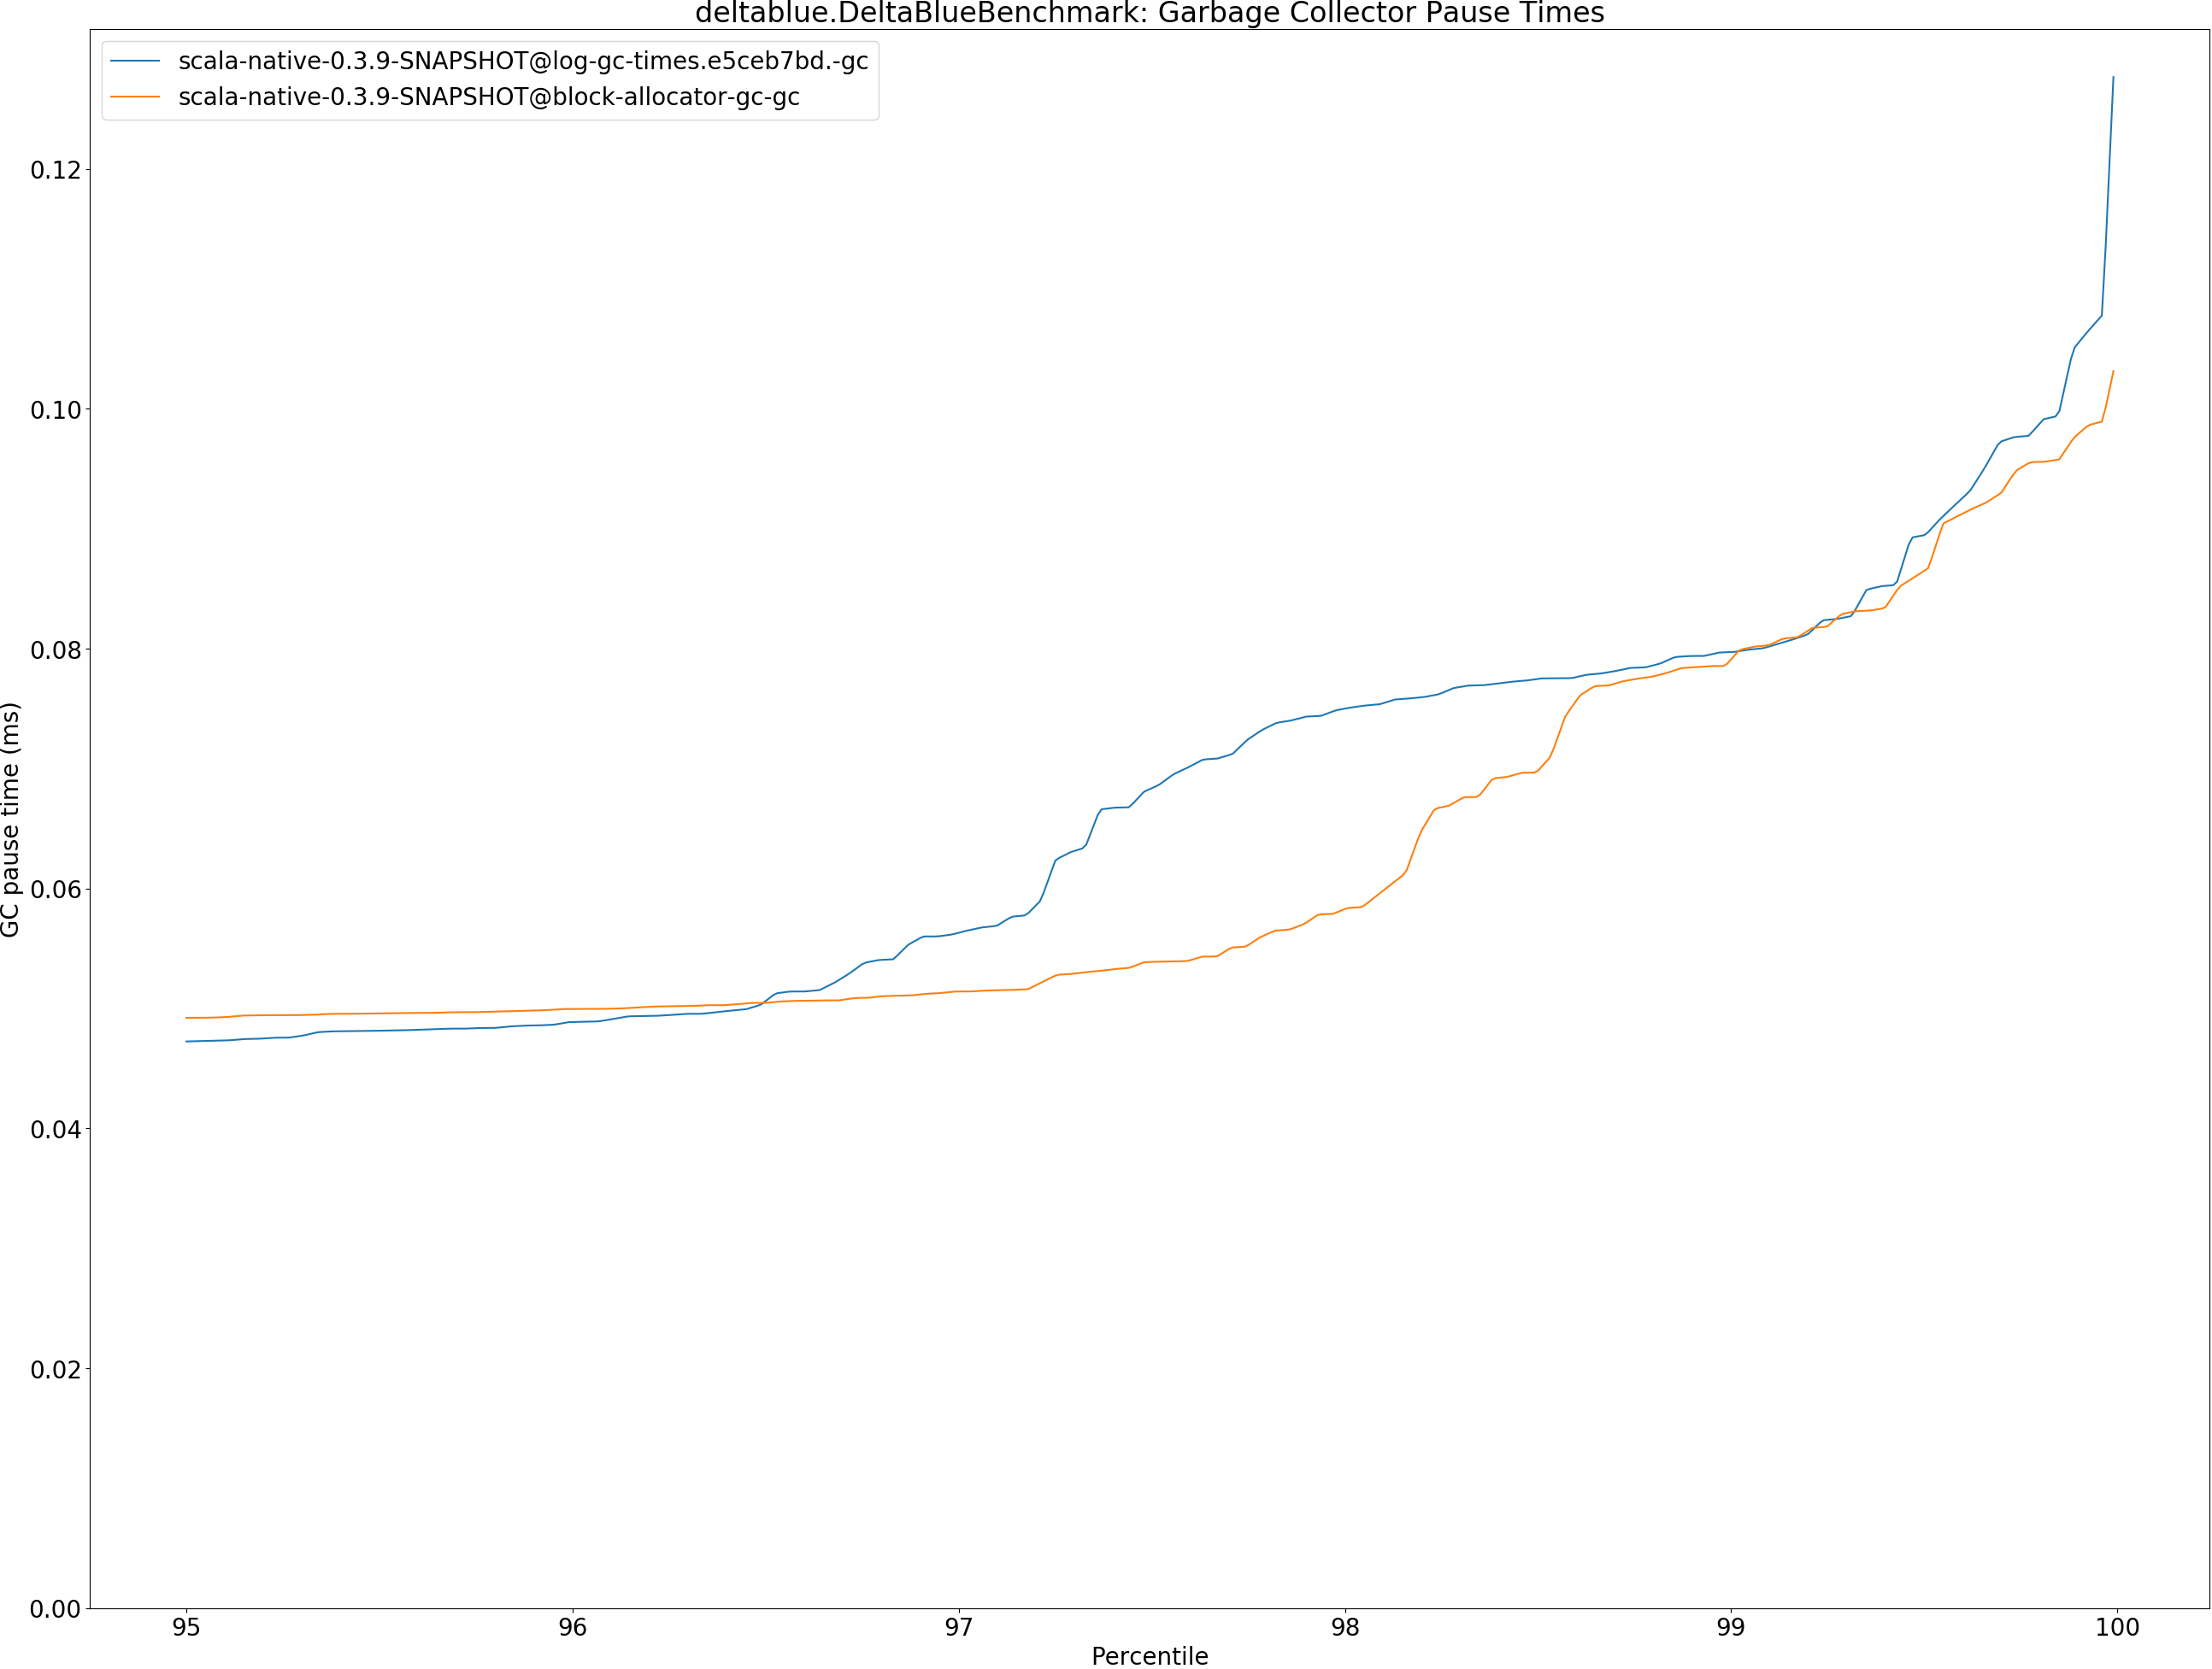 deltablue.DeltaBlueBenchmark: Garbage Collector Pause Times
scala-native-0.3.9-SNAPSHOT@log-gc-times.e5ceb7bd.-gc
scala-native-0.3.9-SNAPSHOT@block-allocator-gc-gc
GC pause time (ms)
0.12
0.10
0.08
0.06
0.04
0.02
0.00
95 96 97 98 99 100
Percentile